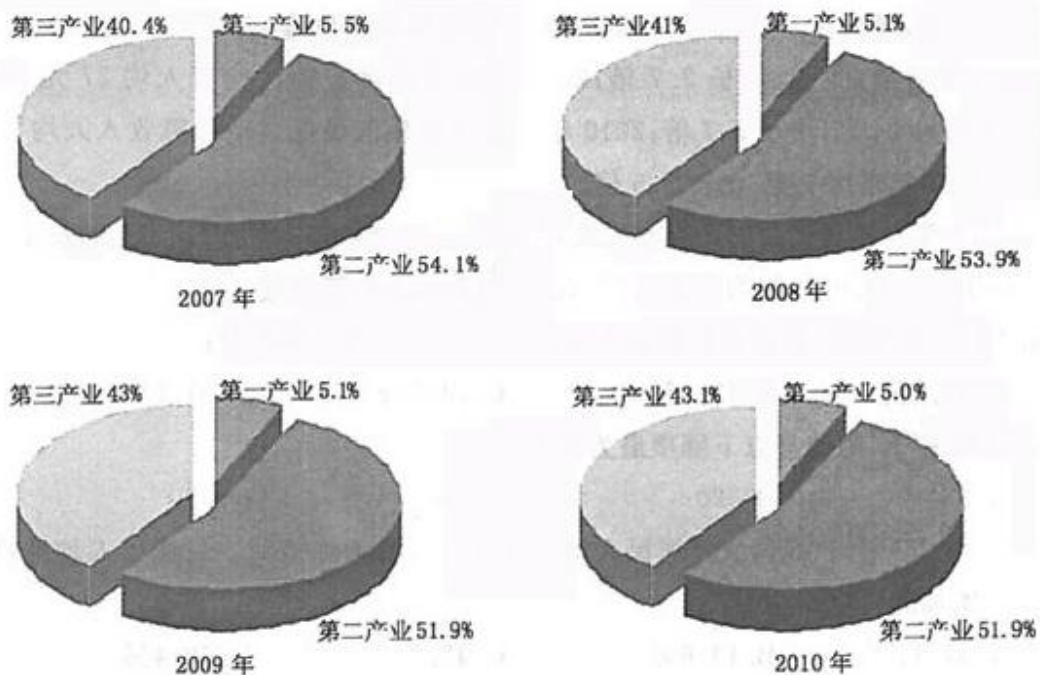 第三产业40.4%
第一产业5.5%
第二产业54.1%
2007年
第三产业41%
第一产业5.1%
第二产业53.9%
2008年
第三产业43%
第一产业5.1%
第二产业51.9%
2009年
第三产业43.1%
第一产业5.0%
第二产业51.9%
2010年